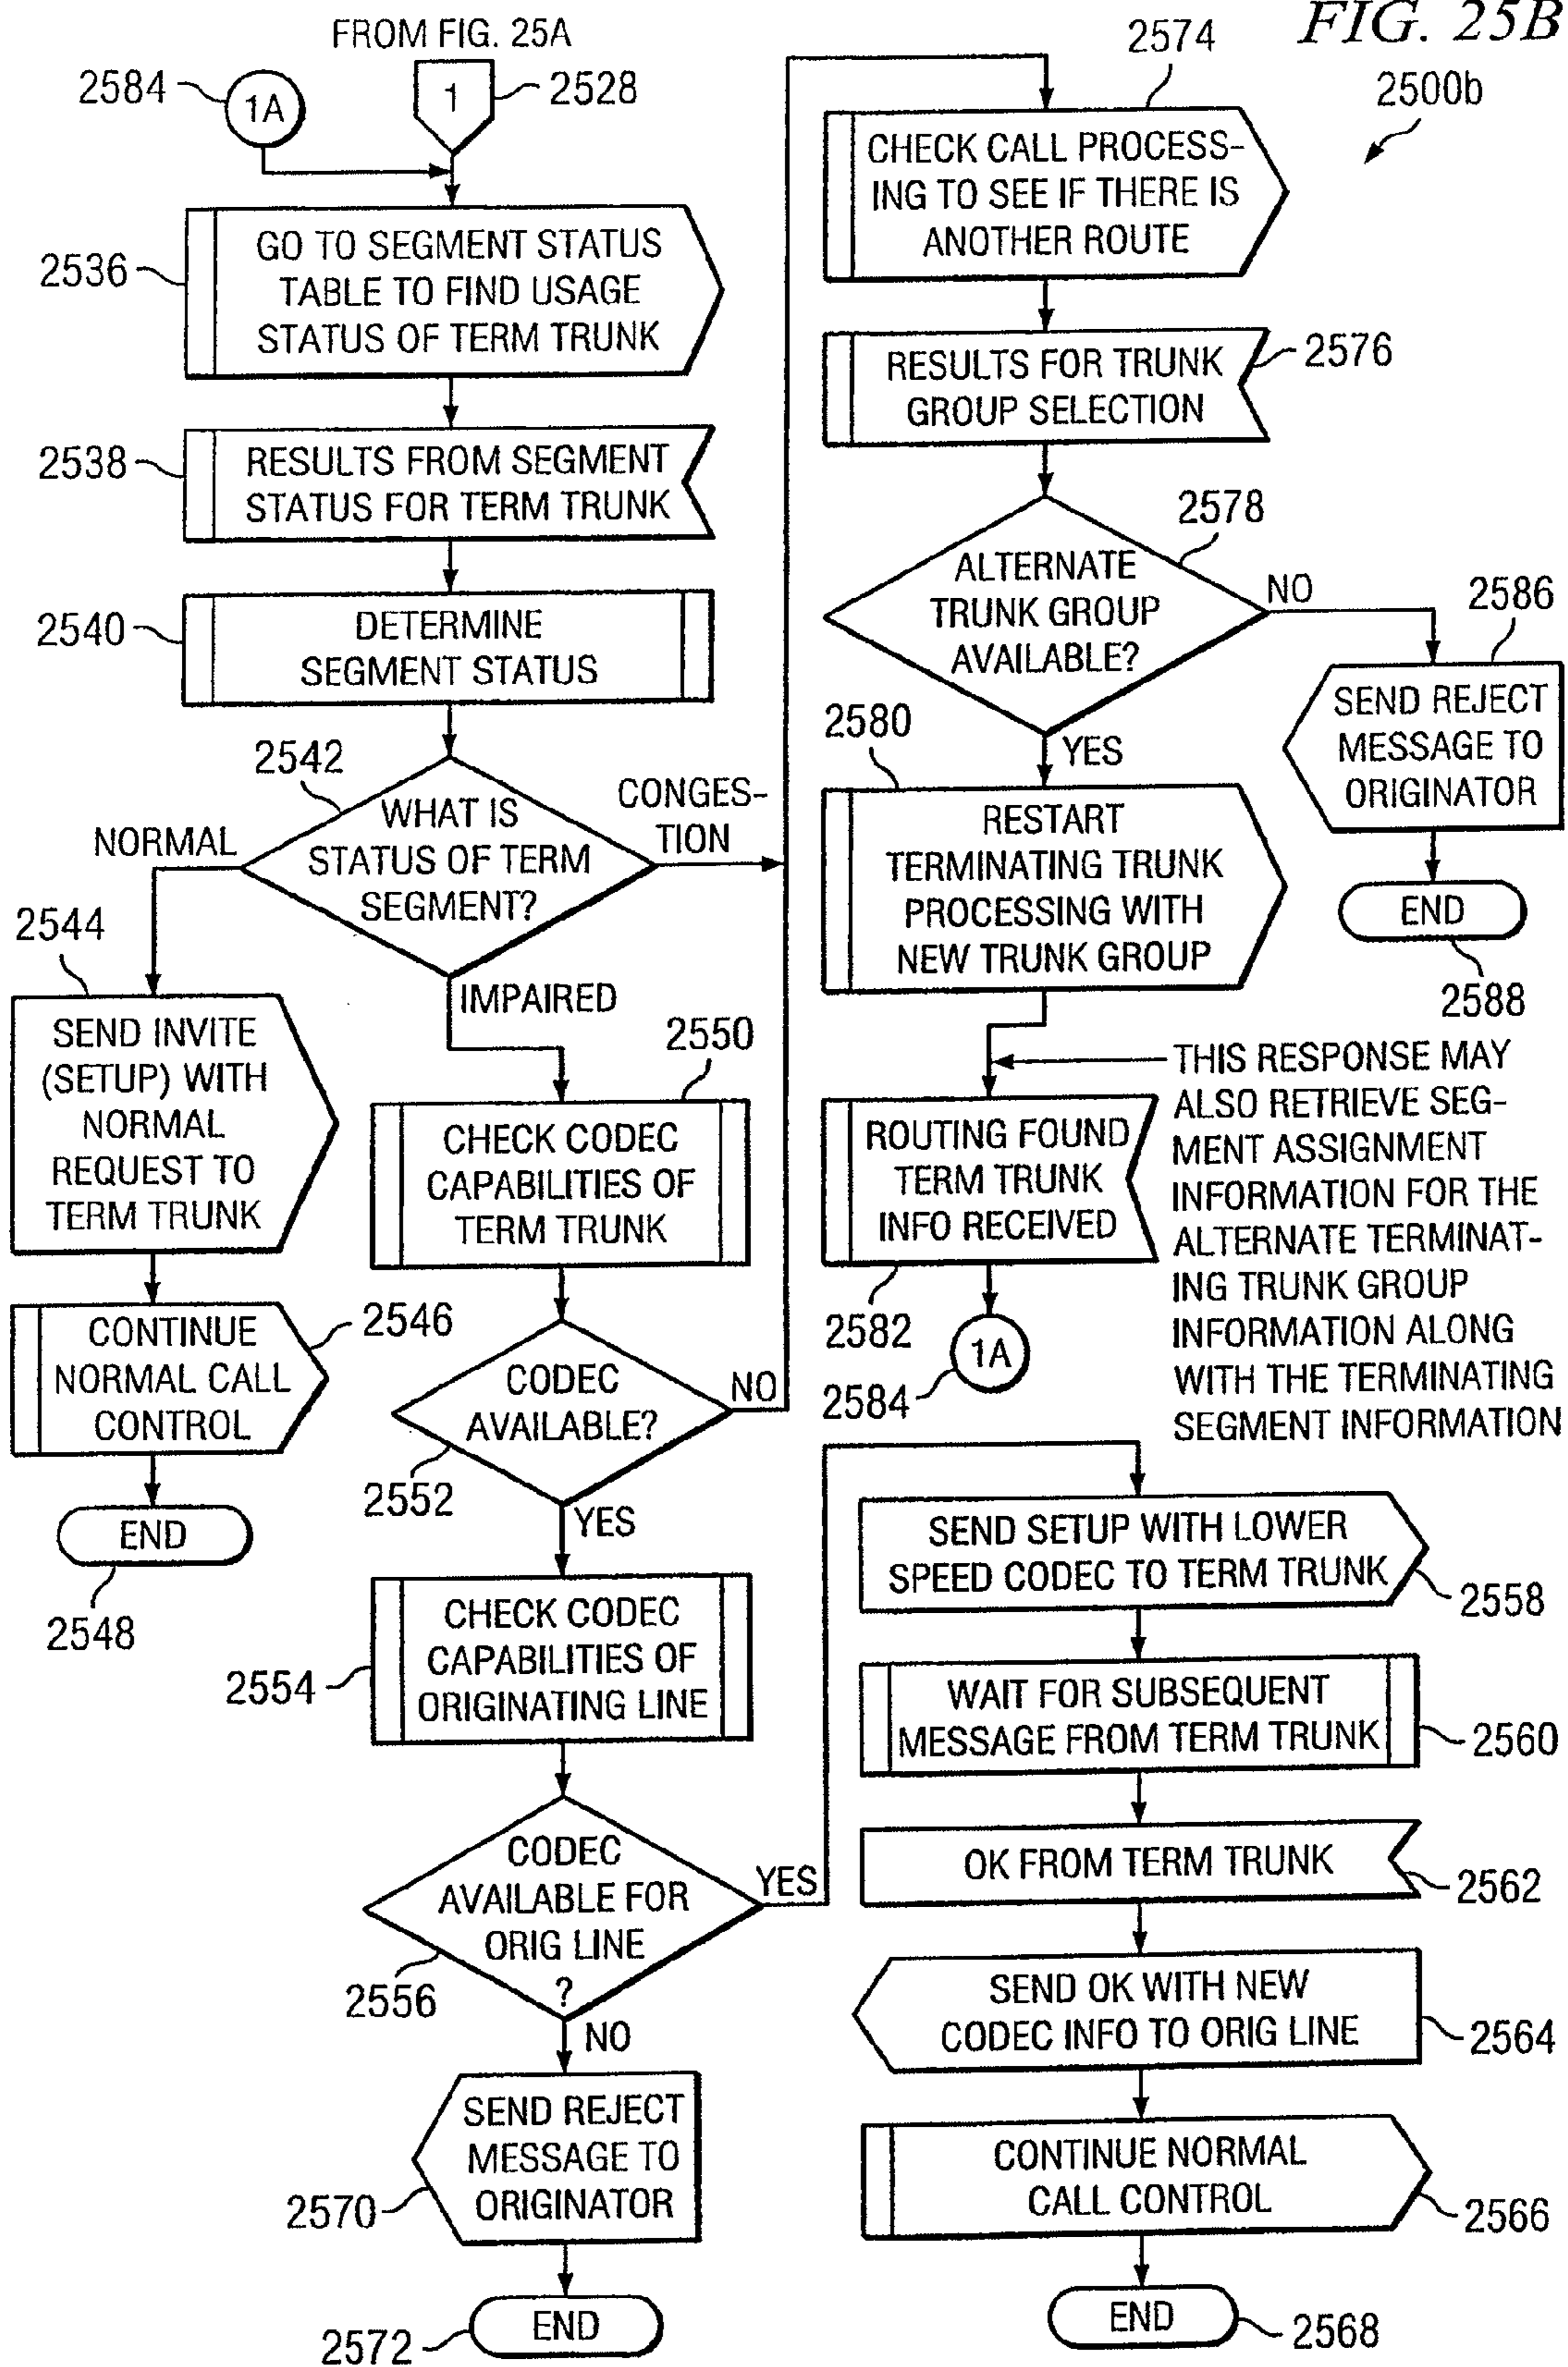 FIG. 25B
2500b
FROM FIG. 25A
2584
1A
1
2528
2536
GO TO SEGMENT STATUS
TABLE TO FIND USAGE
STATUS OF TERM TRUNK
2538
RESULTS FROM SEGMENT
STATUS FOR TERM TRUNK
2540
DETERMINE
SEGMENT STATUS
2542
WHAT IS
STATUS OF TERM
SEGMENT?
NORMAL
CONGES-
TION
IMPAIRED
2544
SEND INVITE
(SETUP) WITH
NORMAL
REQUEST TO
TERM TRUNK
2546
CONTINUE
NORMAL CALL
CONTROL
END
2548
2550
CHECK CODEC
CAPABILITIES OF
TERM TRUNK
CODEC
AVAILABLE?
NO
2552
YES
2554
CHECK CODEC
CAPABILITIES OF
ORIGINATING LINE
CODEC
AVAILABLE FOR
ORIG LINE
?
YES
2556
NO
SEND REJECT
MESSAGE TO
ORIGINATOR
2570
END
2572
2574
CHECK CALL PROCESS-
ING TO SEE IF THERE IS
ANOTHER ROUTE
RESULTS FOR TRUNK
GROUP SELECTION
2576
2578
ALTERNATE
TRUNK GROUP
AVAILABLE?
NO
2586
SEND REJECT
MESSAGE TO
ORIGINATOR
END
2588
YES
2580
RESTART
TERMINATING TRUNK
PROCESSING WITH
NEW TRUNK GROUP
THIS RESPONSE MAY
ALSO RETRIEVE SEG-
MENT ASSIGNMENT
INFORMATION FOR THE
ALTERNATE TERMINAT-
ING TRUNK GROUP
INFORMATION ALONG
WITH THE TERMINATING
SEGMENT INFORMATION
ROUTING FOUND
TERM TRUNK
INFO RECEIVED
2582
1A
2584
SEND SETUP WITH LOWER
SPEED CODEC TO TERM TRUNK
2558
WAIT FOR SUBSEQUENT
MESSAGE FROM TERM TRUNK
2560
OK FROM TERM TRUNK
2562
SEND OK WITH NEW
CODEC INFO TO ORIG LINE
2564
CONTINUE NORMAL
CALL CONTROL
2566
END
2568